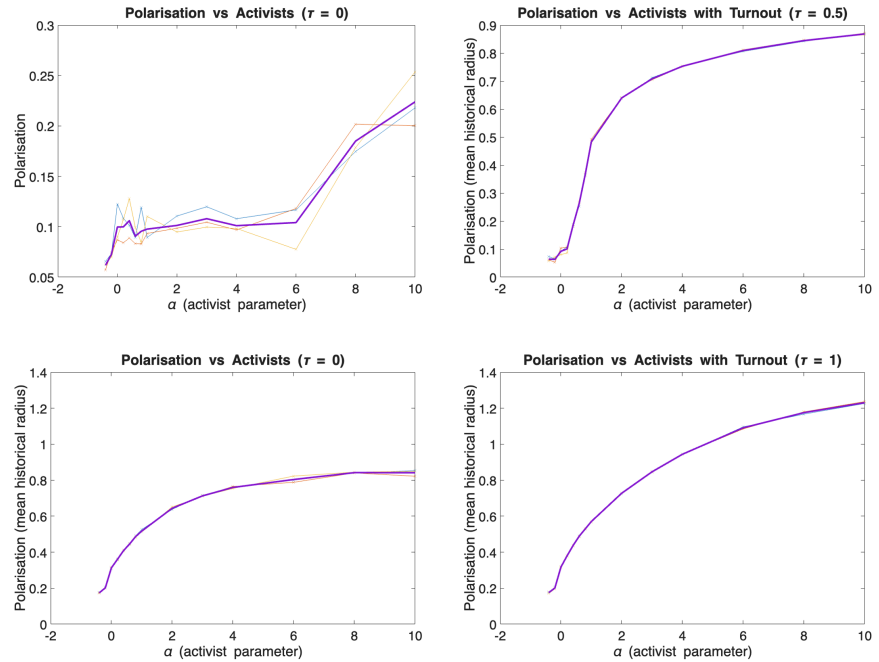 Polarisation vs Activists (τ = 0)
0.3
0.25
0.2
0.15
0.1
0.05
Polarisation
-2 0 2 4 6 8 10
α (activist parameter)
Polarisation vs Activists with Turnout (τ = 0.5)
0.9
0.8
0.7
0.6
0.5
0.4
0.3
0.2
0.1
0
Polarisation (mean historical radius)
-2 0 2 4 6 8 10
α (activist parameter)
Polarisation vs Activists (τ = 0)
1.4
1.2
1
0.8
0.6
0.4
0.2
0
Polarisation (mean historical radius)
-2 0 2 4 6 8 10
α (activist parameter)
Polarisation vs Activists with Turnout (τ = 1)
1.4
1.2
1
0.8
0.6
0.4
0.2
0
Polarisation (mean historical radius)
-2 0 2 4 6 8 10
α (activist parameter)